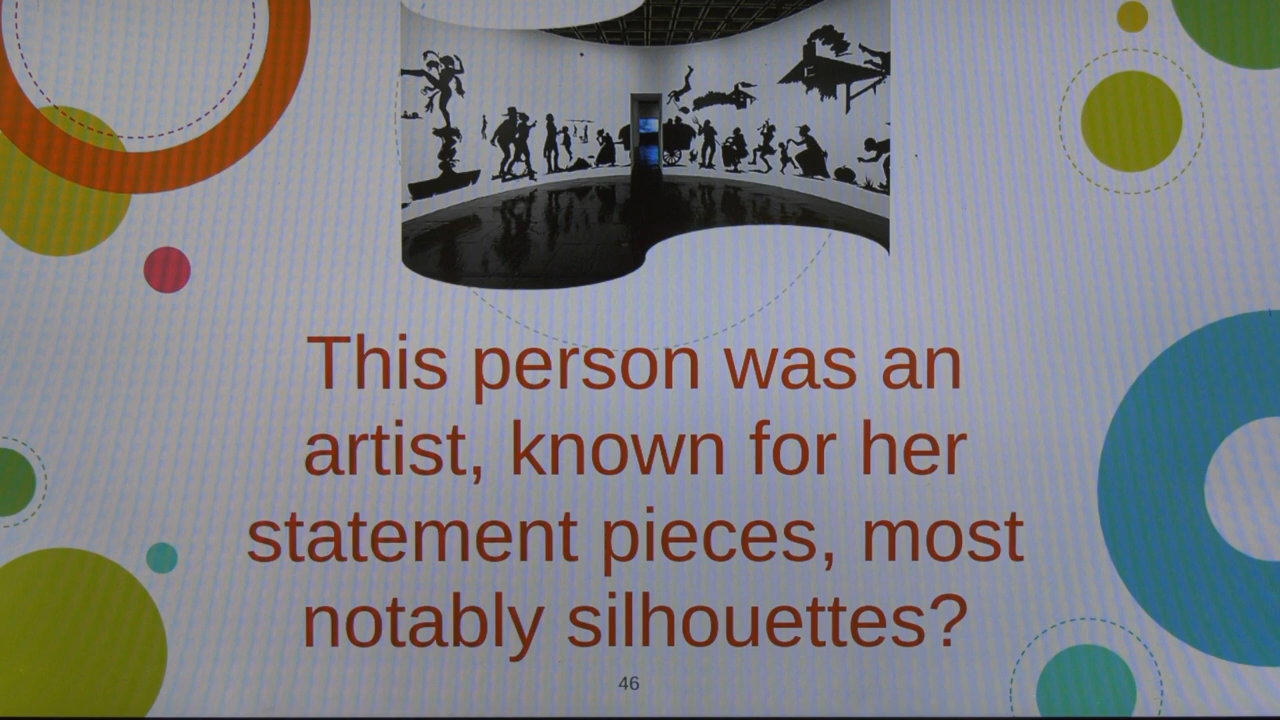 This person was an
artist, known for her
statement pieces, most
notably silhouettes?
46